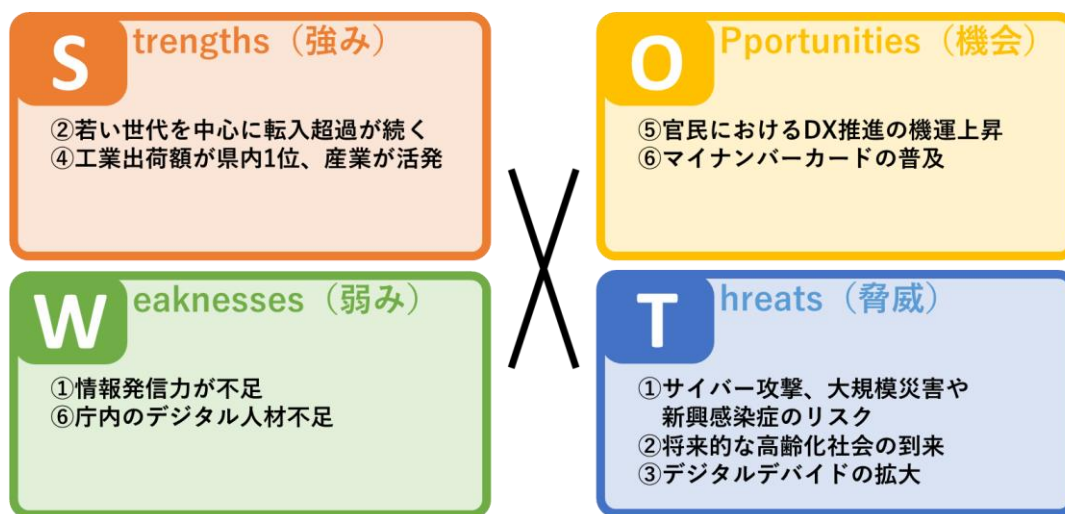 Strengths（強み）
②若い世代を中心に転入超過が続く
④工業出荷額が県内1位、産業が活発
OPportunities（機会）
⑤官民におけるDX推進の機運上昇
⑥マイナンバーカードの普及
Weaknesses（弱み）
①情報発信力が不足
⑥庁内のデジタル人材不足
Threats（脅威）
①サイバー攻撃、大規模災害や
新興感染症のリスク
②将来的な高齢化社会の到来
③デジタルデバイドの拡大